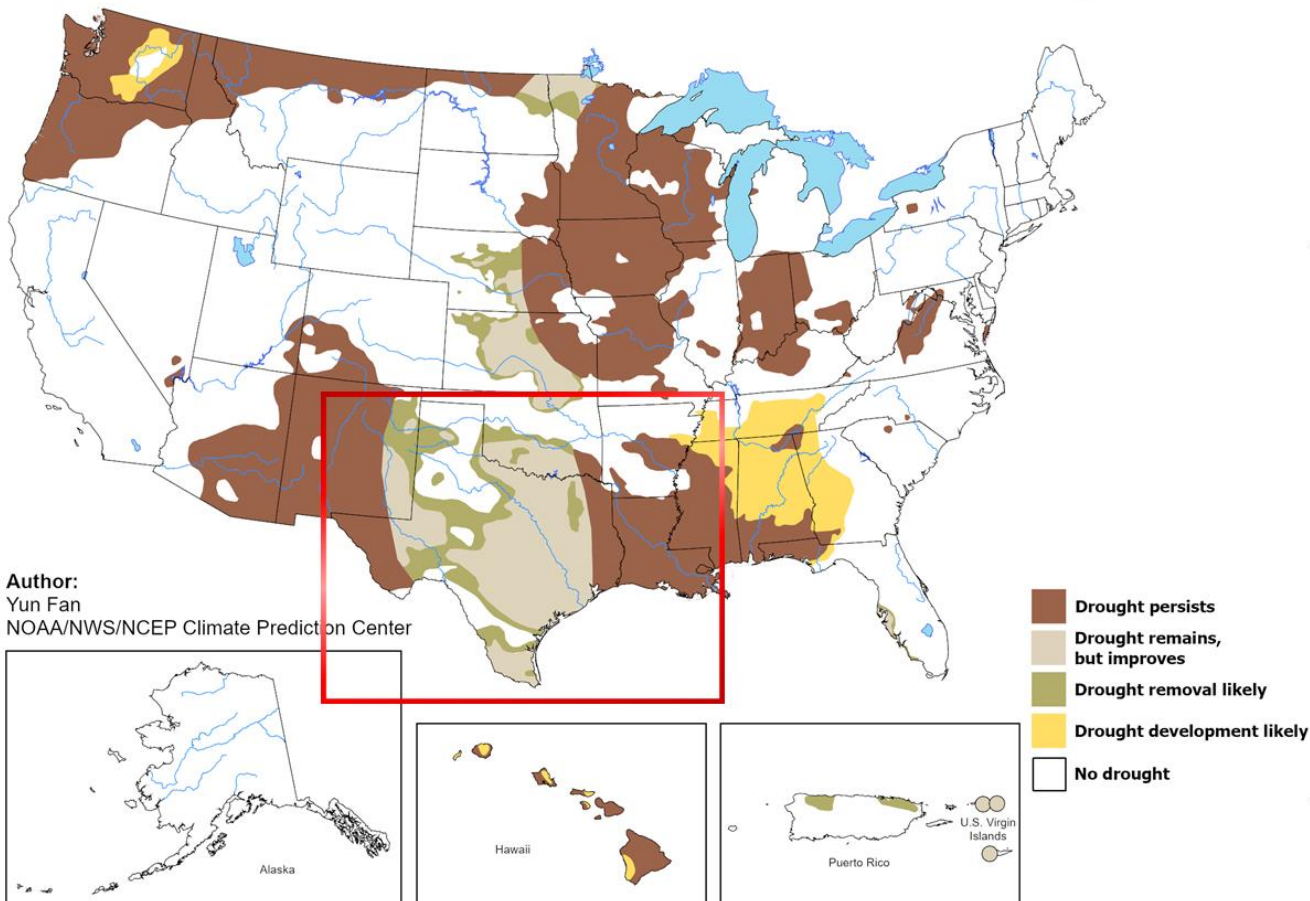 Author:
Yun Fan
NOAA/NWS/NCEP Climate Prediction Center
Drought persists
Drought remains,
but improves
Drought removal likely
Drought development likely
No drought
Alaska
Hawaii
Puerto Rico
U.S. Virgin
Islands